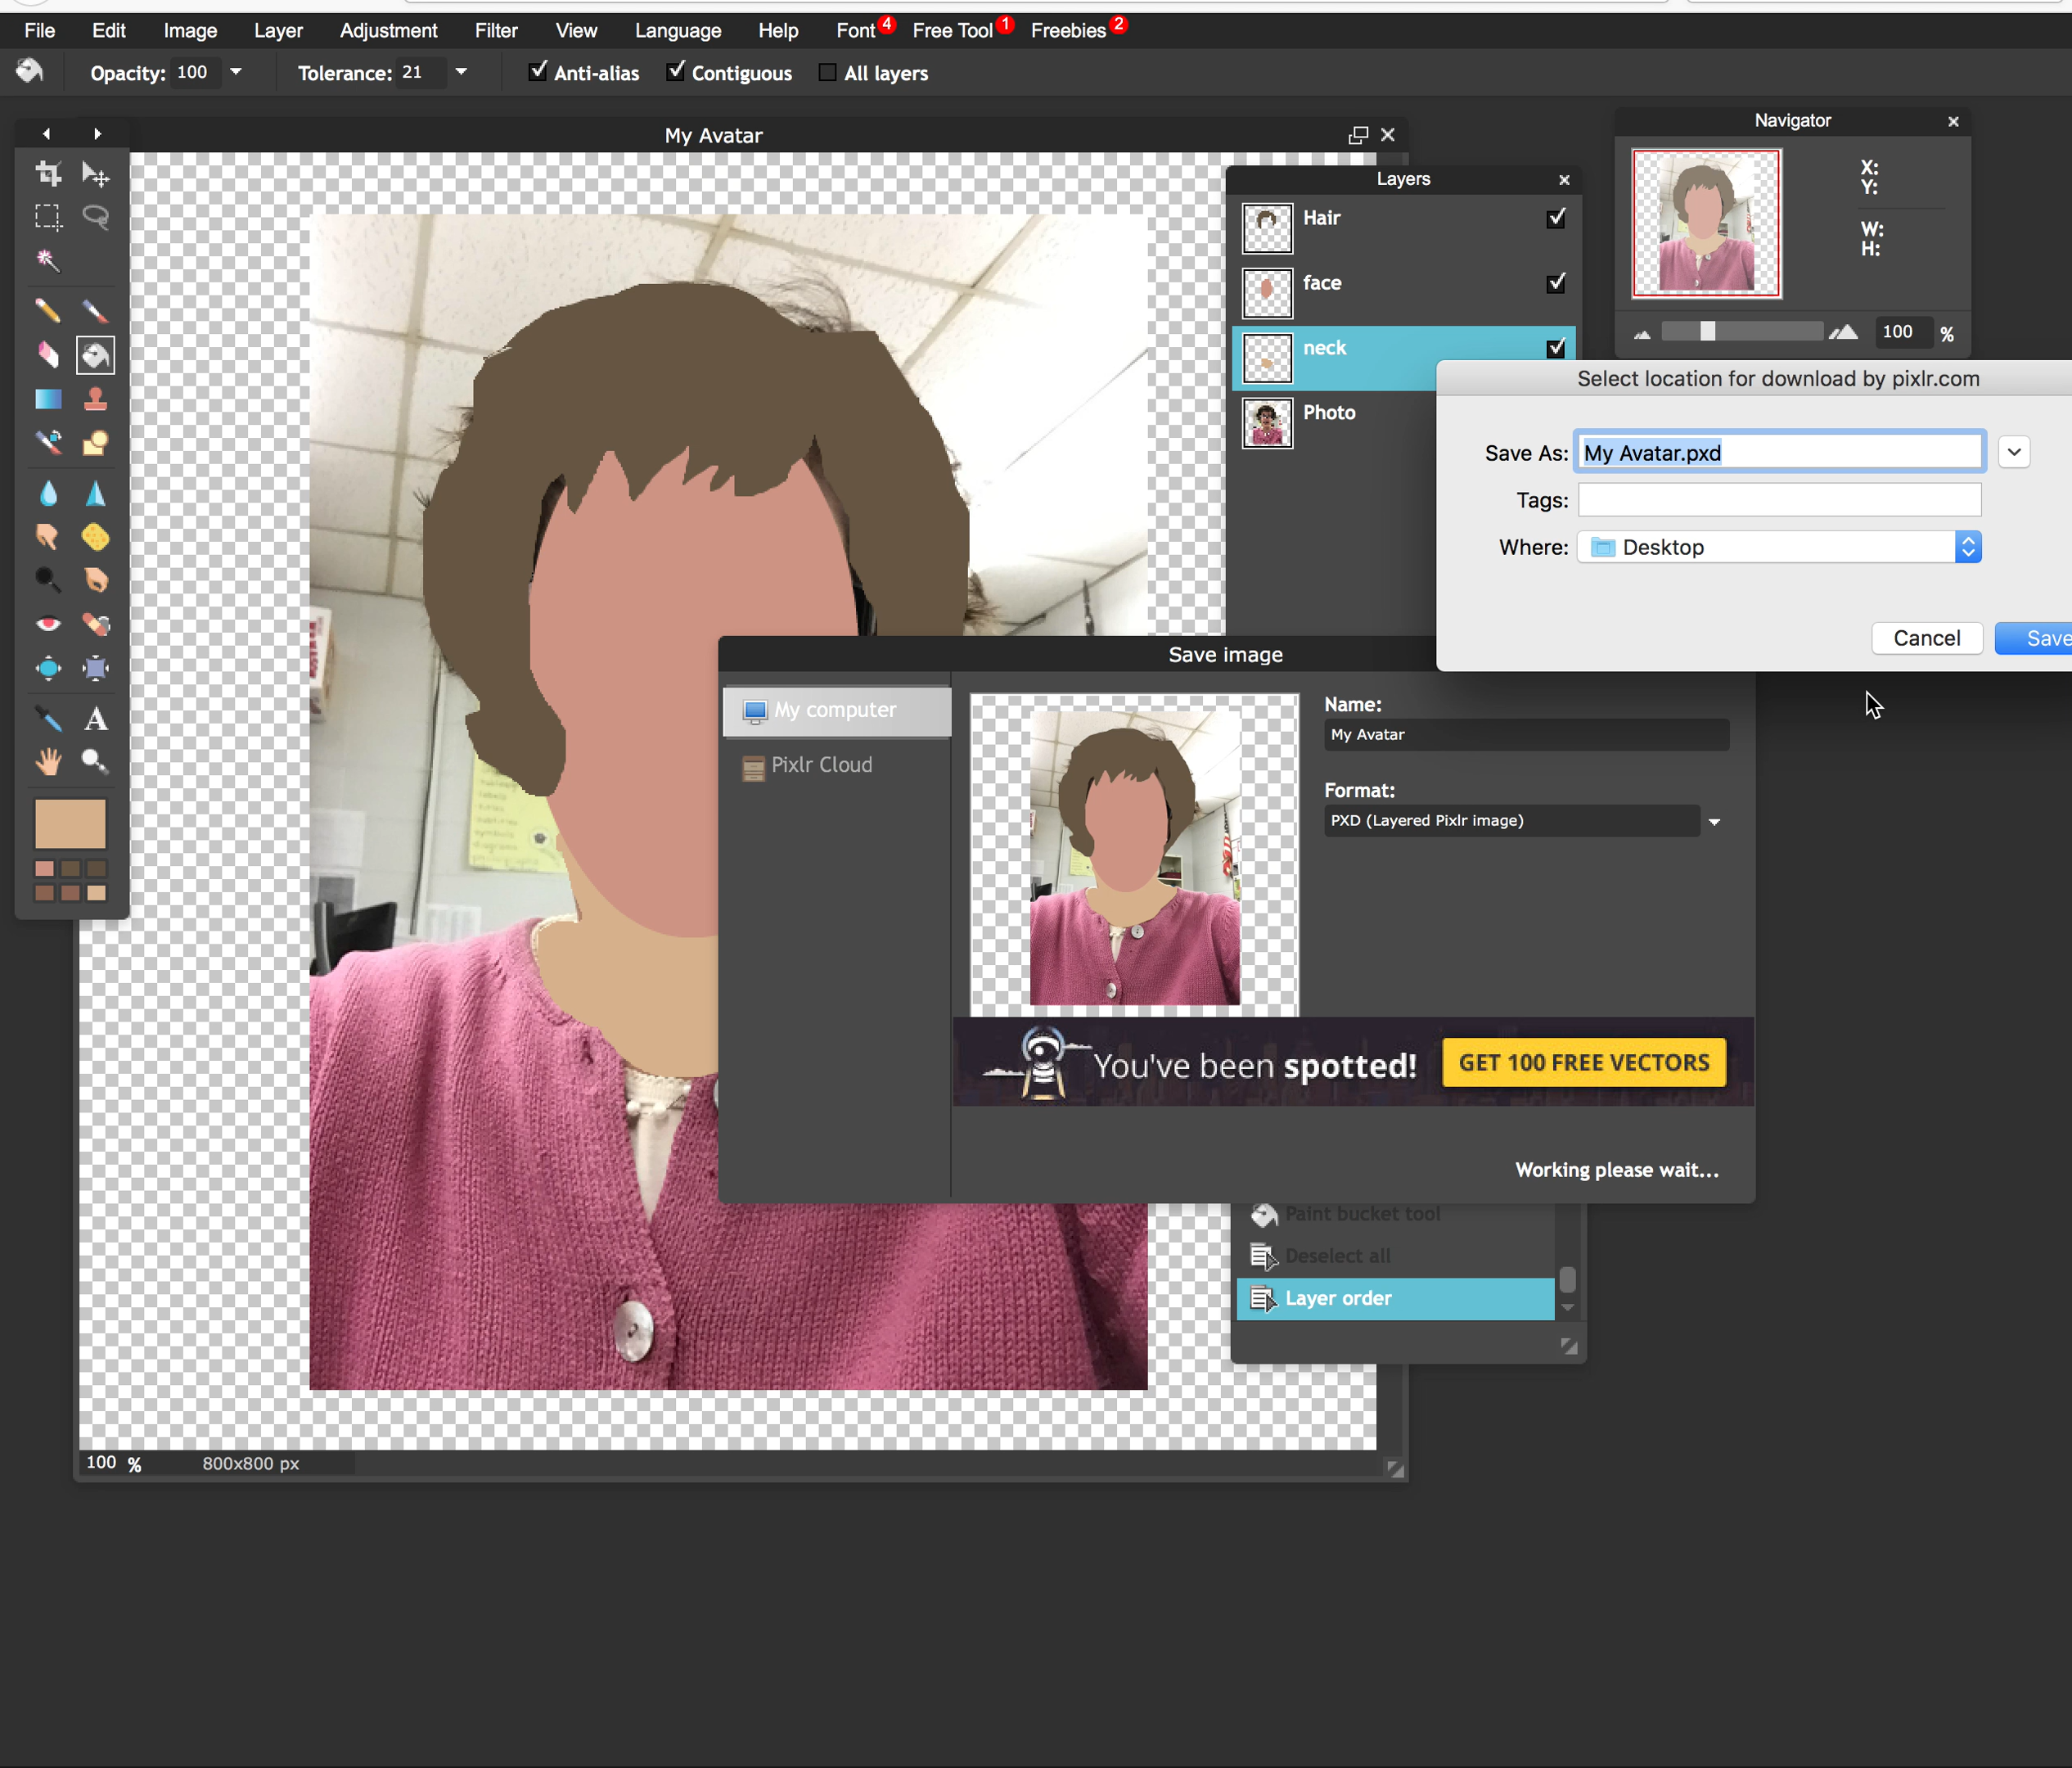 File Edit Image Layer Adjustment Filter View Language Help Font 4 Free Tool 1 Freebies 2
Opacity: 100 Tolerance: 21 Anti-alias Contiguous All layers
My Avatar
Navigator
X:
Y:
W:
H:
100 %
Layers
Hair
face
neck
Photo
Select location for download by pixlr.com
Save As: My Avatar.pxd
Tags:
Where: Desktop
Cancel Save
Save image
My computer
Pixlr Cloud
Name:
My Avatar
Format:
PXD (Layered Pixlr image)
You've been spotted! GET 100 FREE VECTORS
Working please wait...
Paint bucket tool
Deselect all
Layer order
A
100 % 800x800 px